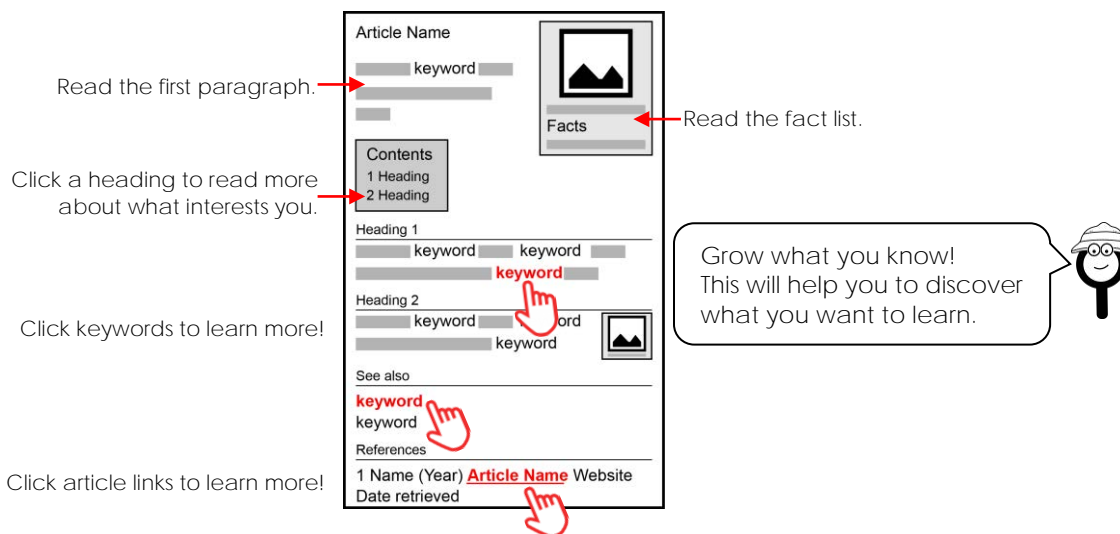 Article Name
keyword
Read the first paragraph.
Facts
Read the fact list.
Contents
1 Heading
2 Heading
Click a heading to read more
about what interests you.
Heading 1
keyword keyword
keyword
Grow what you know!
This will help you to discover
what you want to learn.
Heading 2
keyword ord
keyword
Click keywords to learn more!
See also
keyword
keyword
References
1 Name (Year) Article Name Website
Date retrieved
Click article links to learn more!